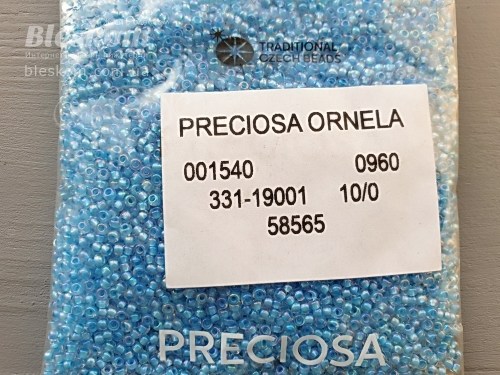 TRADITIONAL
CZECH BEADS
PRECIOSA ORNELA
001540 0960
331-19001 10/0
58565
PRECIOSA